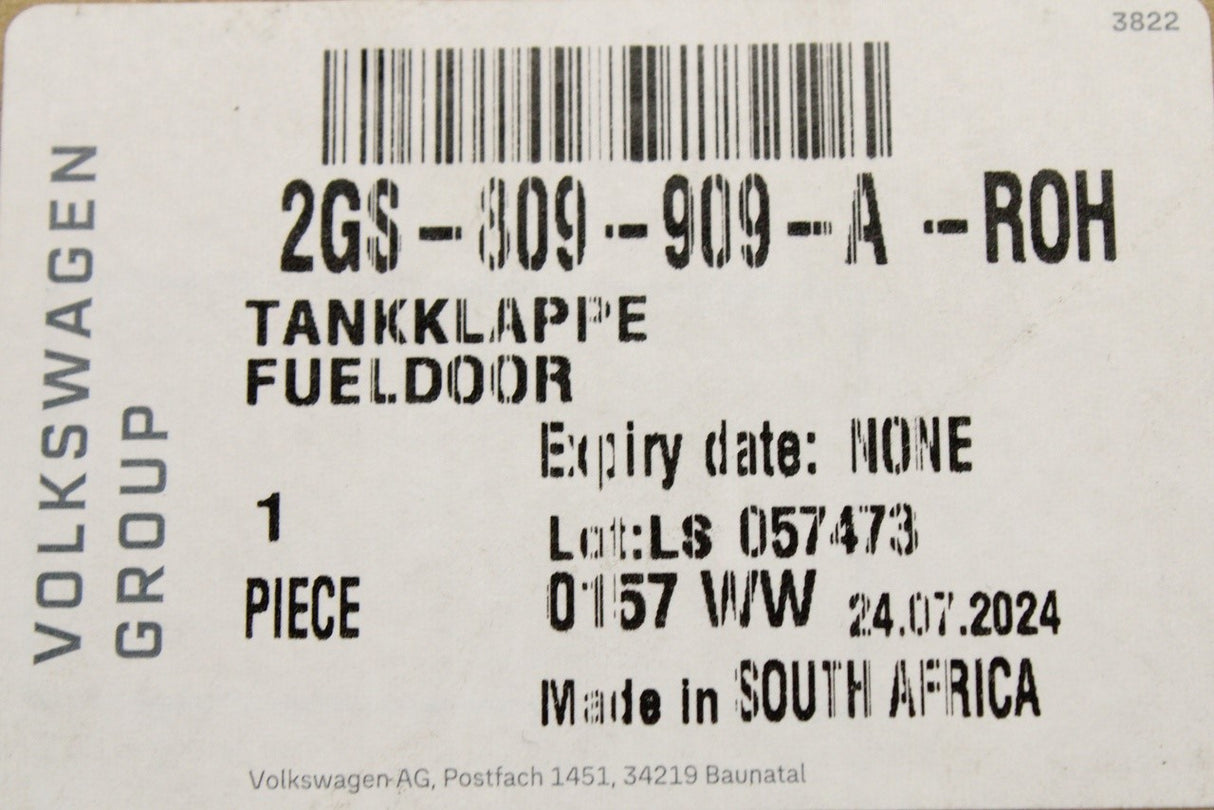 3822
2GS-809-909-A -ROH
TANKKLAPPE
FUELDOOR
Expiry date: NONE
1
Lot:LS 057473
PIECE
0157 WW 24.07.2024
Made in SOUTH AFRICA
Volkswagen AG, Postfach 1451, 34219 Baunatal
VOLKSWAGEN
GROUP